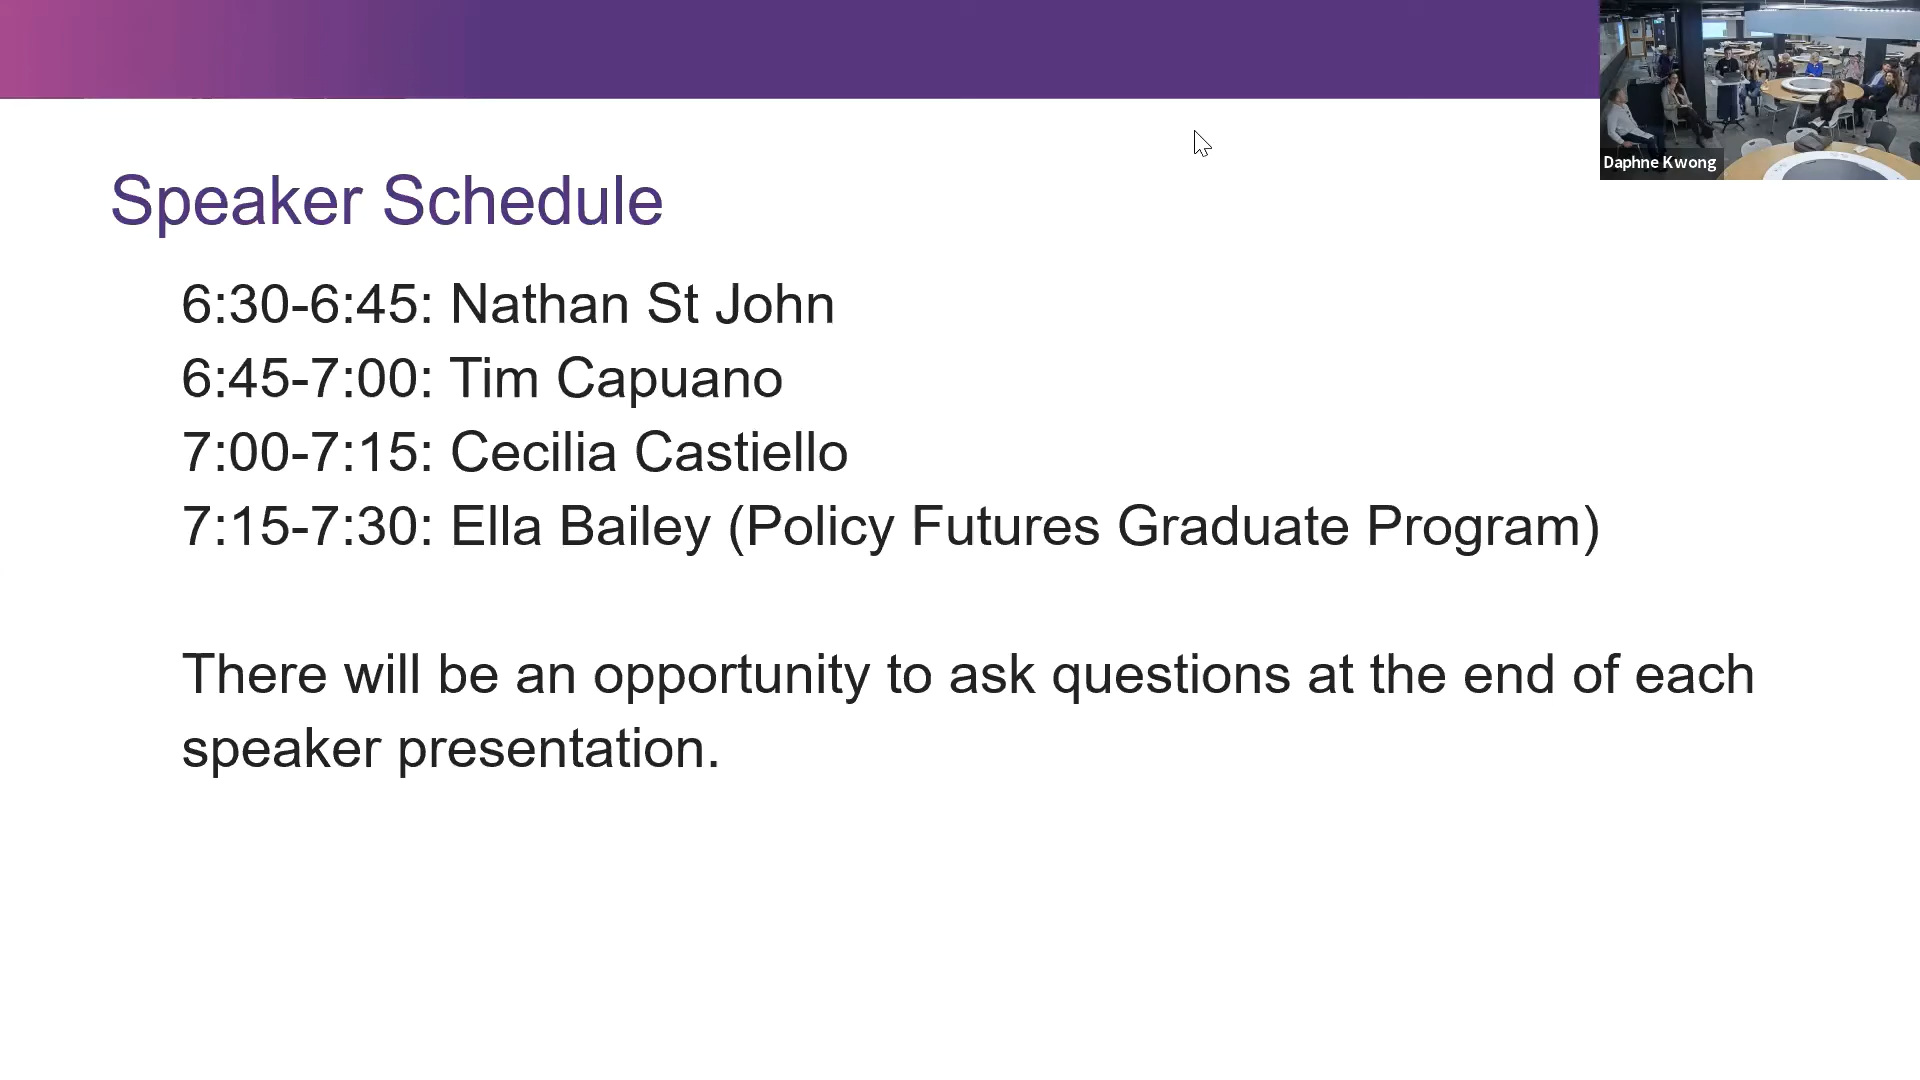 Daphne Kwong
Speaker Schedule
6:30-6:45: Nathan St John
6:45-7:00: Tim Capuano
7:00-7:15: Cecilia Castiello
7:15-7:30: Ella Bailey (Policy Futures Graduate Program)
There will be an opportunity to ask questions at the end of each
speaker presentation.